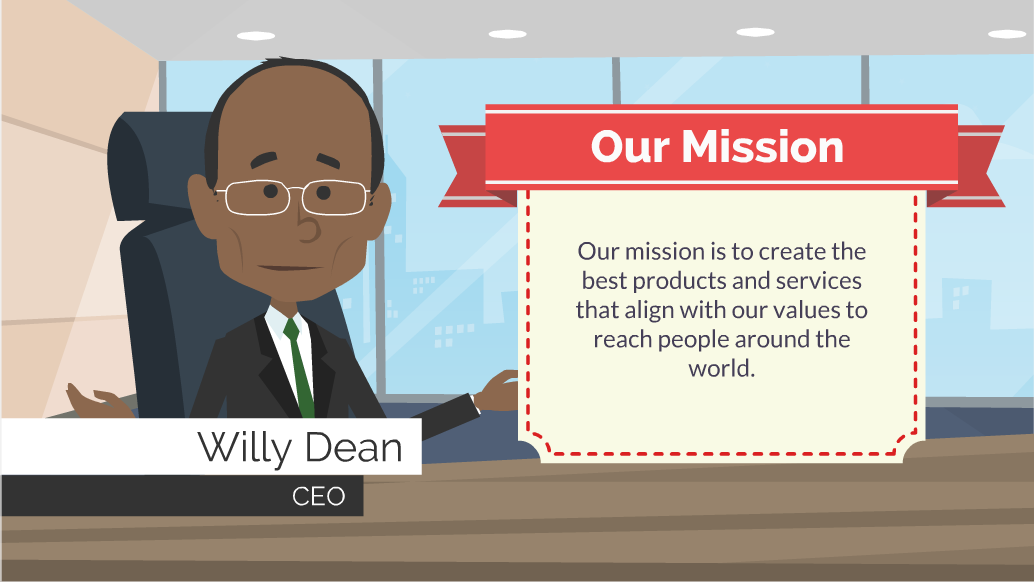 Our Mission
Our mission is to create the
best products and services
that align with our values to
reach people around the
world.
Willy Dean
CEO